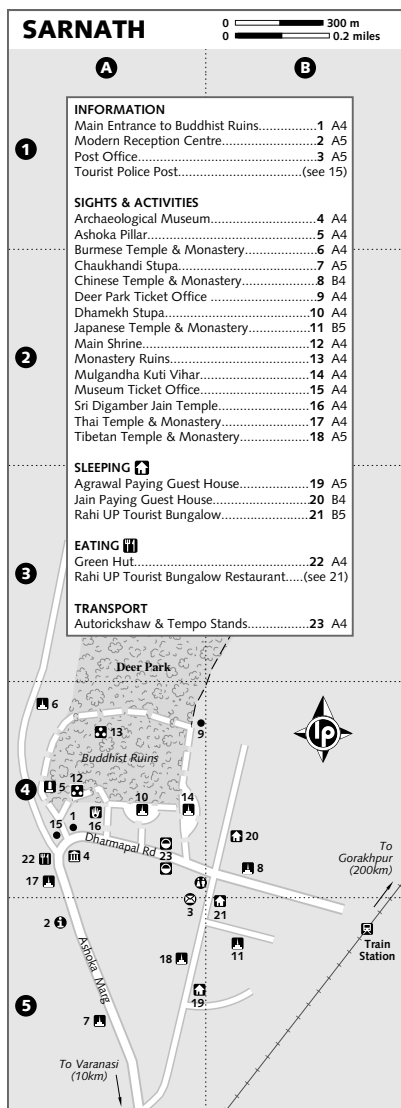 SARNATH
0 300 m
0 0.2 miles
A B
1
INFORMATION
Main Entrance to Buddhist Ruins................1 A4
Modern Reception Centre................2 A5
Post Office................3 A5
Tourist Police Post................(see 15)
SIGHTS & ACTIVITIES
Archaeological Museum................4 A4
Ashoka Pillar................5 A4
Burmese Temple & Monastery................6 A4
Chaukhandi Stupa................7 A5
Chinese Temple & Monastery................8 B4
Deer Park Ticket Office ................9 A4
Dhamekh Stupa................10 A4
Japanese Temple & Monastery................11 B5
2
Main Shrine................12 A4
Monastery Ruins................13 A4
Mulgandha Kuti Vihar................14 A4
Museum Ticket Office................15 A4
Sri Digamber Jain Temple................16 A4
Thai Temple & Monastery................17 A4
Tibetan Temple & Monastery................18 A5
SLEEPING
Agrawal Paying Guest House................19 A5
Jain Paying Guest House................20 B4
Rahi UP Tourist Bungalow................21 B5
EATING
3
Green Hut................22 A4
Rahi UP Tourist Bungalow Restaurant.....(see 21)
TRANSPORT
Autorickshaw & Tempo Stands................23 A4
Deer Park
6
13
9
lp
Buddhist Ruins
4
5
12
10
14
1
15
16
20
Dharmapal Rd
23
To
Gorakhpur
(200km)
22
4
8
17
3
21
2
Train
Station
11
18
Ashoka Marg
19
5
7
To Varanasi
(10km)